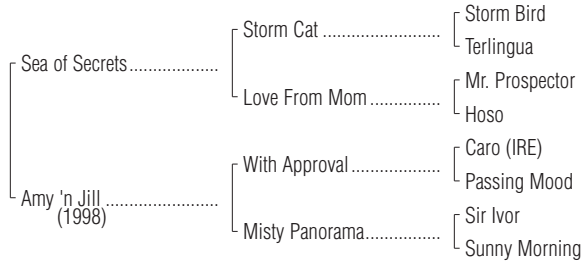 Storm Bird
Storm Cat ..........................
Terlingua
Sea of Secrets...................
Mr. Prospector
Love From Mom ...............
Hoso
Caro (IRE)
With Approval ...................
Passing Mood
Amy 'n Jill ........................
(1998)
Sir Ivor
Misty Panorama................
Sunny Morning